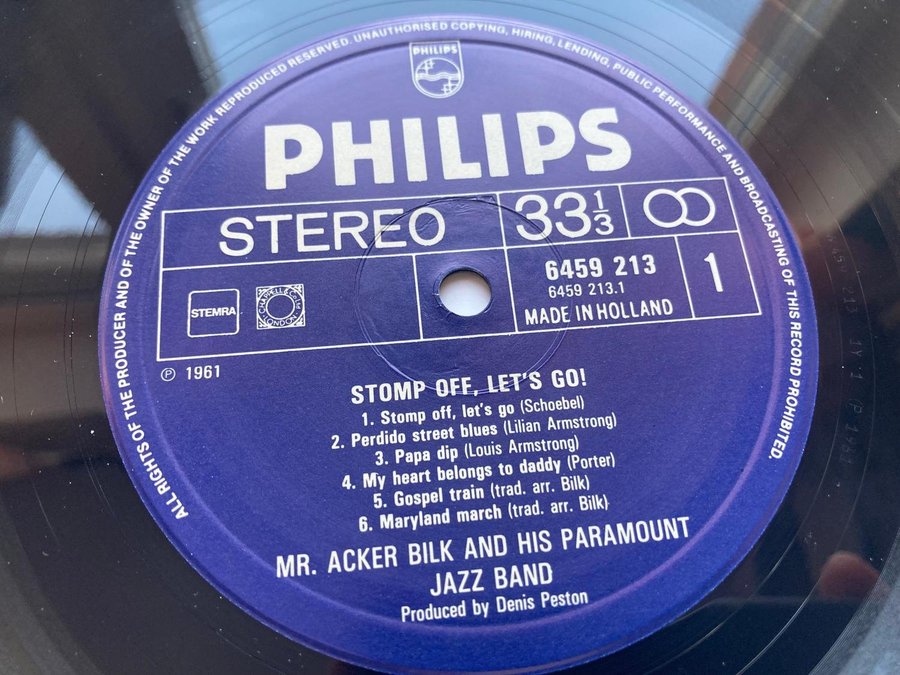 ALL RIGHTS OF THE PRODUCER AND OF THE OWNER OF THE WORK REPRODUCED RESERVED. UNAUTHORISED COPYING, HIRING, LENDING, PUBLIC PERFORMANCE AND BROADCASTING OF THIS RECORD PROHIBITED.
PHILIPS
PHILIPS
STEREO
33 1/3
6459 213
6459 213.1
MADE IN HOLLAND
1
STEMRA
CHAPPELL & CO Ltd LONDON
℗ 1961
STOMP OFF, LET'S GO!
1. Stomp off, let's go (Schoebel)
2. Perdido street blues (Lilian Armstrong)
3. Papa dip (Louis Armstrong)
4. My heart belongs to daddy (Porter)
5. Gospel train (trad. arr. Bilk)
6. Maryland march (trad. arr. Bilk)
MR. ACKER BILK AND HIS PARAMOUNT
JAZZ BAND
Produced by Denis Peston